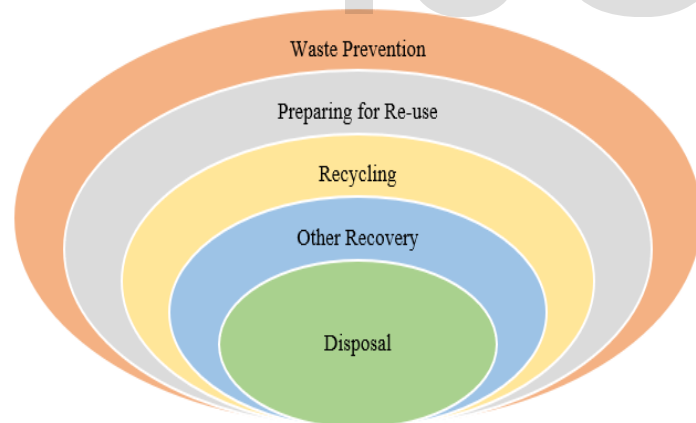 Waste Prevention
Preparing for Re-use
Recycling
Other Recovery
Disposal